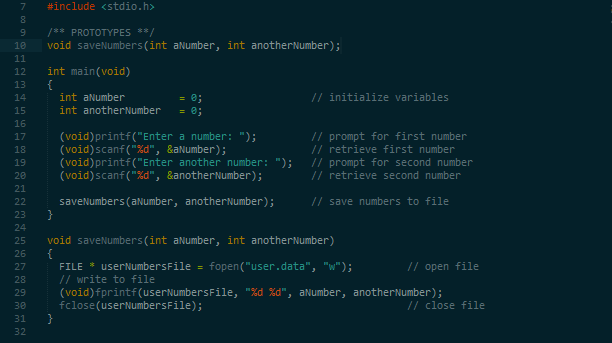 7 #include <stdio.h>
8
9 /** PROTOTYPES **/
10 void saveNumbers(int aNumber, int anotherNumber);
11
12 int main(void)
13 {
14 int aNumber = 0; // initialize variables
15 int anotherNumber = 0;
16
17 (void)printf("Enter a number: "); // prompt for first number
18 (void)scanf("%d", &aNumber); // retrieve first number
19 (void)printf("Enter another number: "); // prompt for second number
20 (void)scanf("%d", &anotherNumber); // retrieve second number
21
22 saveNumbers(aNumber, anotherNumber); // save numbers to file
23 }
24
25 void saveNumbers(int aNumber, int anotherNumber)
26 {
27 FILE * userNumbersFile = fopen("user.data", "w"); // open file
28 // write to file
29 (void)fprintf(userNumbersFile, "%d %d", aNumber, anotherNumber);
30 fclose(userNumbersFile); // close file
31 }
32